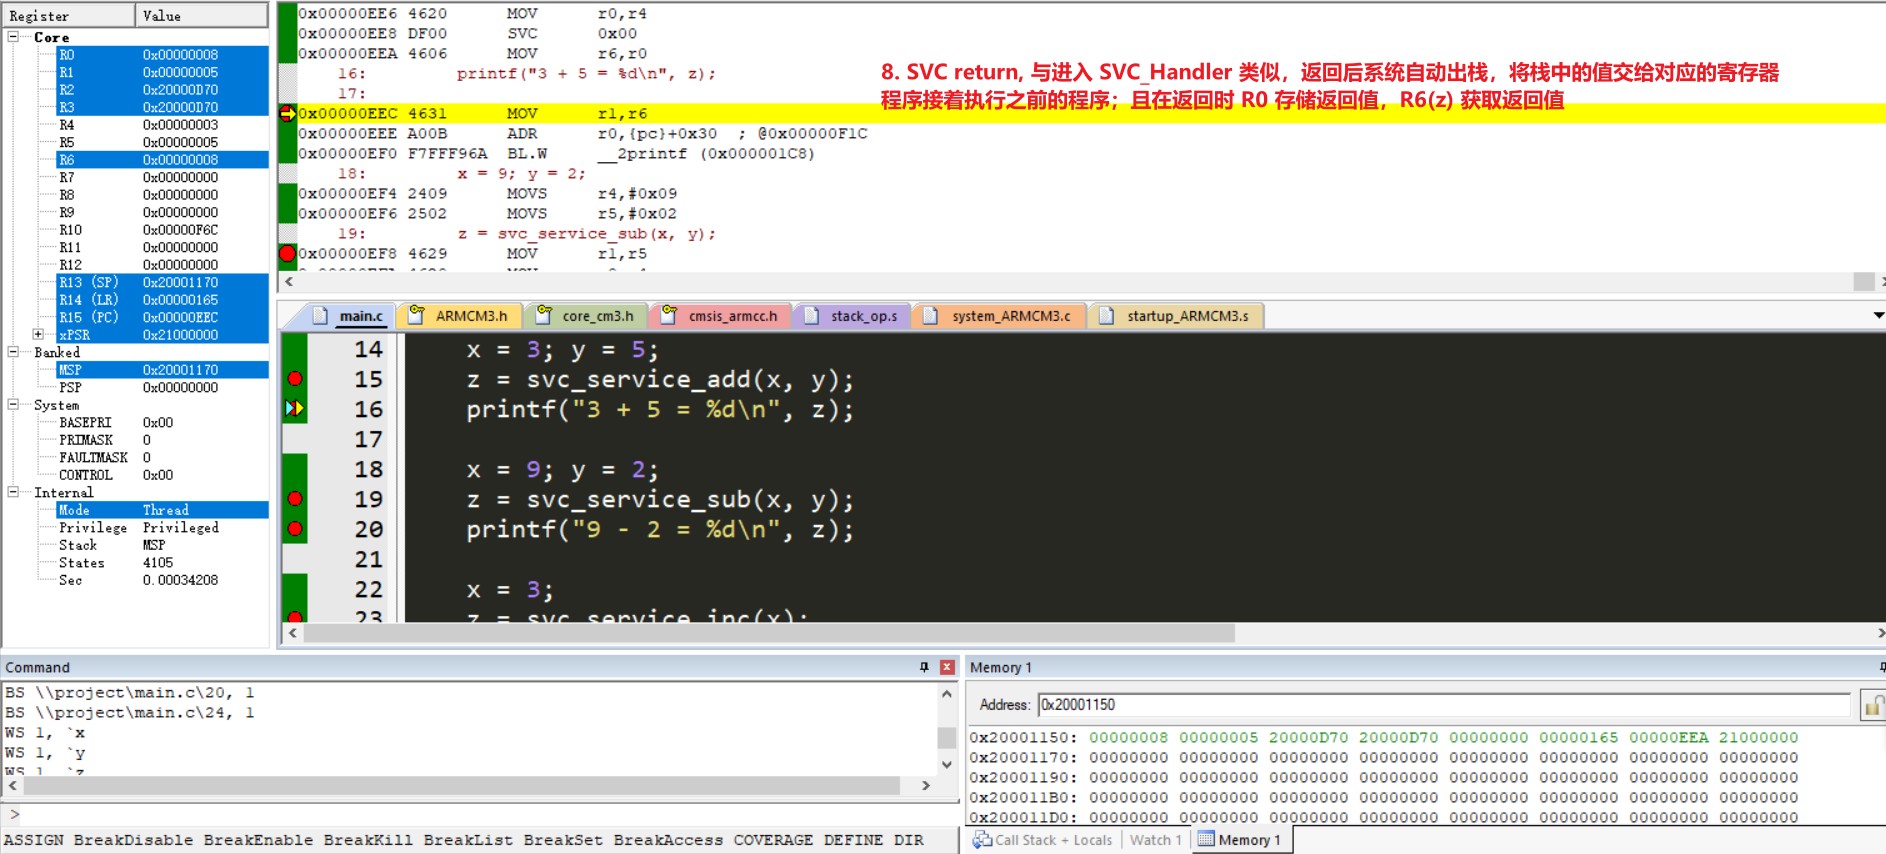 Register Value
Core
R0 0x00000008
R1 0x00000005
R2 0x20000D70
R3 0x20000D70
R4 0x00000003
R5 0x00000005
R6 0x00000008
R7 0x00000000
R8 0x00000000
R9 0x00000000
R10 0x00000F6C
R11 0x00000000
R12 0x00000000
R13 (SP) 0x20001170
R14 (LR) 0x00000165
R15 (PC) 0x00000EEC
xPSR 0x21000000
Banked
MSP 0x20001170
PSP 0x00000000
System
BASEPRI 0x00
PRIMASK 0
FAULTMASK 0
CONTROL 0x00
Internal
Mode Thread
Privilege Privileged
Stack MSP
States 4105
Sec 0.00034208
0x00000EE6 4620 MOV r0,r4
0x00000EE8 DF00 SVC 0x00
0x00000EEA 4606 MOV r6,r0
16: printf("3 + 5 = %d\n", z);
17:
0x00000EEC 4631 MOV r1,r6
0x00000EEE A00B ADR r0,{pc}+0x30 ; @0x00000F1C
0x00000EF0 F7FFF96A BL.W __2printf (0x000001C8)
18: x = 9; y = 2;
0x00000EF4 2409 MOVS r4,#0x09
0x00000EF6 2502 MOVS r5,#0x02
19: z = svc_service_sub(x, y);
0x00000EF8 4629 MOV r1,r5
8. SVC return, 与进入 SVC_Handler 类似，返回后系统自动出栈，将栈中的值交给对应的寄存器
程序接着执行之前的程序；且在返回时 R0 存储返回值，R6(z) 获取返回值
main.c ARMCM3.h core_cm3.h cmsis_armcc.h stack_op.s system_ARMCM3.c startup_ARMCM3.s
14 x = 3; y = 5;
15 z = svc_service_add(x, y);
16 printf("3 + 5 = %d\n", z);
17
18 x = 9; y = 2;
19 z = svc_service_sub(x, y);
20 printf("9 - 2 = %d\n", z);
21
22 x = 3;
23 z = svc_service_inc(x);
Command
BS \\project\main.c\20, 1
BS \\project\main.c\24, 1
WS 1, `x
WS 1, `y
WS 1, `z
>
ASSIGN BreakDisable BreakEnable BreakKill BreakList BreakSet BreakAccess COVERAGE DEFINE DIR
Memory 1
Address: 0x20001150
0x20001150: 00000008 00000005 20000D70 20000D70 00000000 00000165 00000EEA 21000000
0x20001170: 00000000 00000000 00000000 00000000 00000000 00000000 00000000 00000000
0x20001190: 00000000 00000000 00000000 00000000 00000000 00000000 00000000 00000000
0x200011B0: 00000000 00000000 00000000 00000000 00000000 00000000 00000000 00000000
0x200011D0: 00000000 00000000 00000000 00000000 00000000 00000000 00000000 00000000
Call Stack + Locals Watch 1 Memory 1